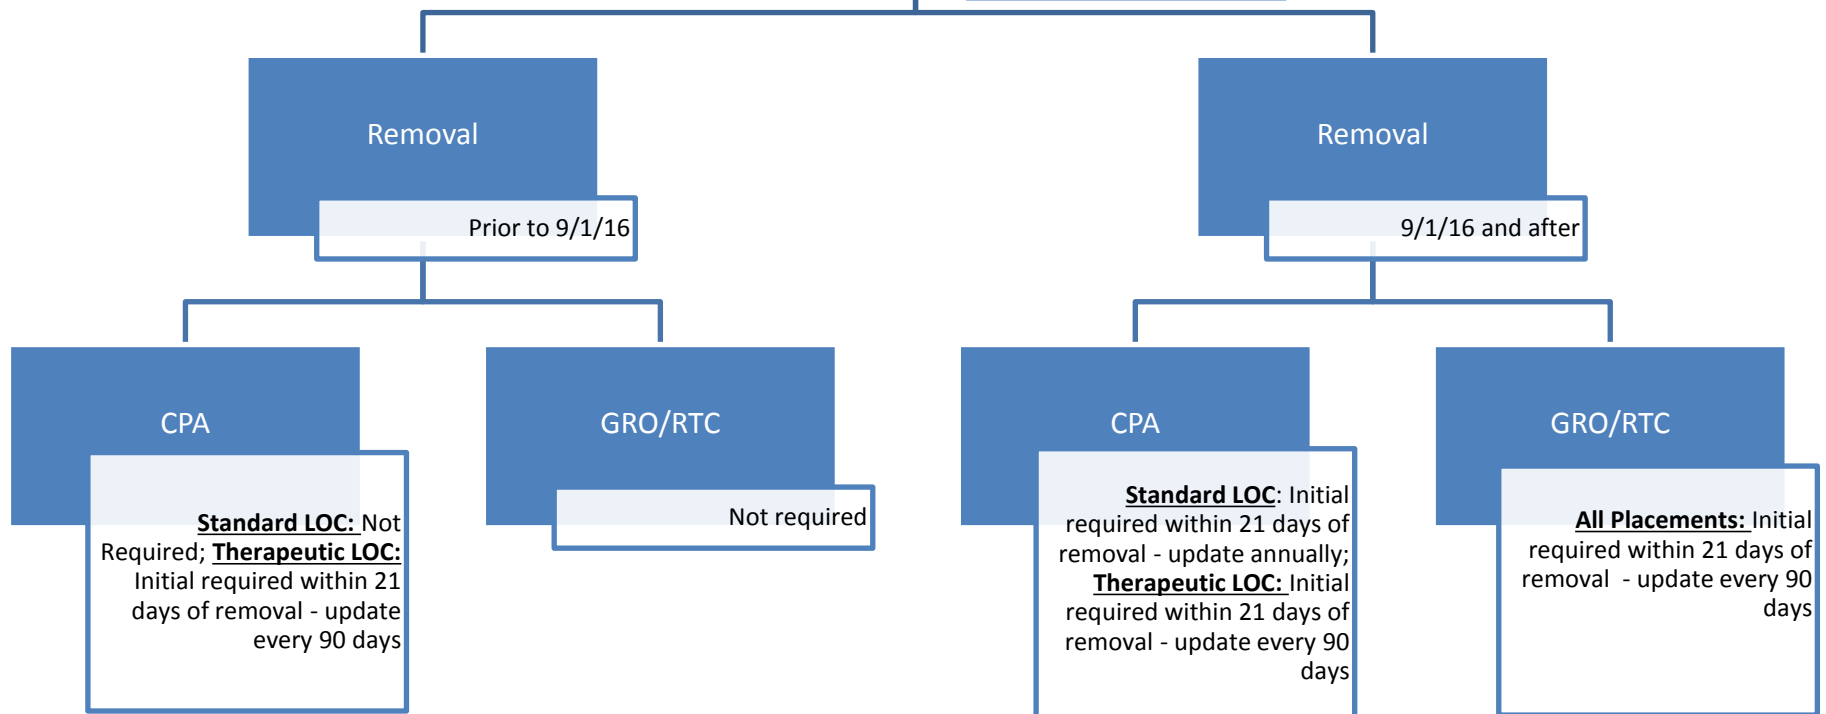 Removal
Prior to 9/1/16
Removal
9/1/16 and after
CPA
Standard LOC: Not
Required; Therapeutic LOC:
Initial required within 21
days of removal - update
every 90 days
GRO/RTC
Not required
CPA
Standard LOC: Initial
required within 21 days of
removal - update annually;
Therapeutic LOC: Initial
required within 21 days of
removal - update every 90
days
GRO/RTC
All Placements: Initial
required within 21 days of
removal  - update every 90
days